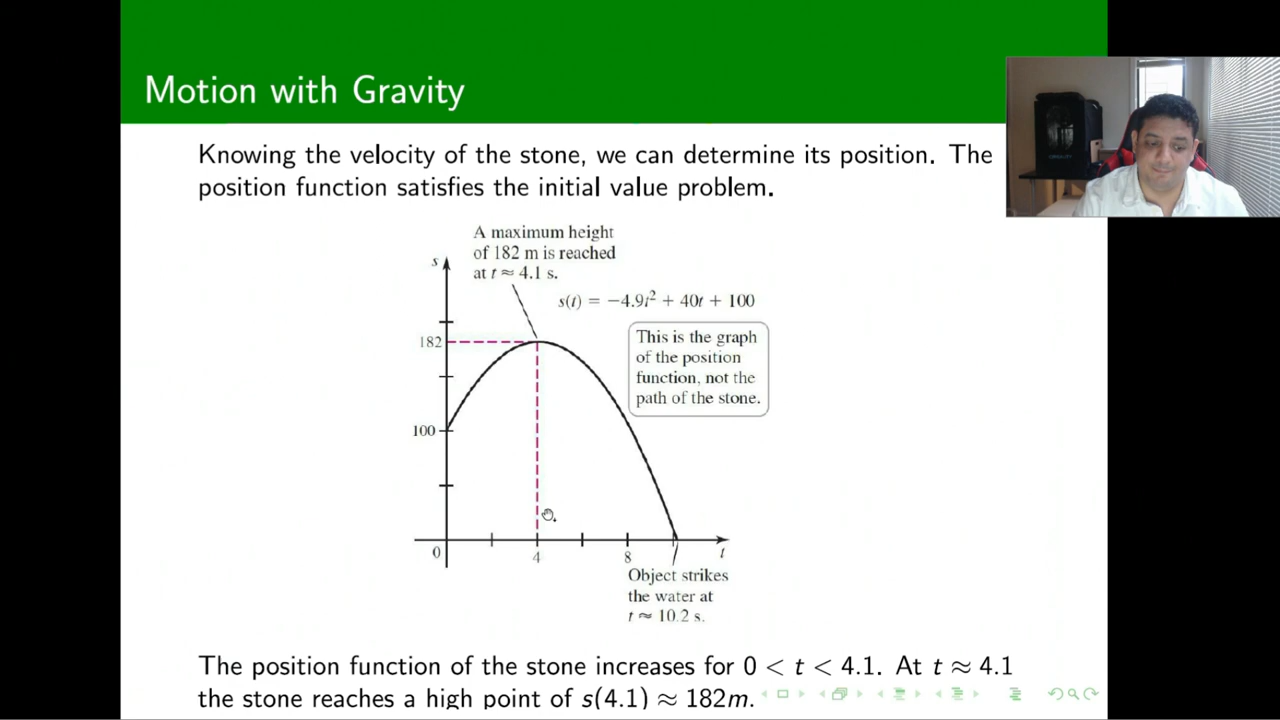 Motion with Gravity
Knowing the velocity of the stone, we can determine its position. The
position function satisfies the initial value problem.
A maximum height
of 182 m is reached
at t ≈ 4.1 s.
s
s(t) = −4.9t² + 40t + 100
182
This is the graph
of the position
function, not the
path of the stone.
100
0
4
8
t
Object strikes
the water at
t ≈ 10.2 s.
The position function of the stone increases for 0 < t < 4.1. At t ≈ 4.1
the stone reaches a high point of s(4.1) ≈ 182m.